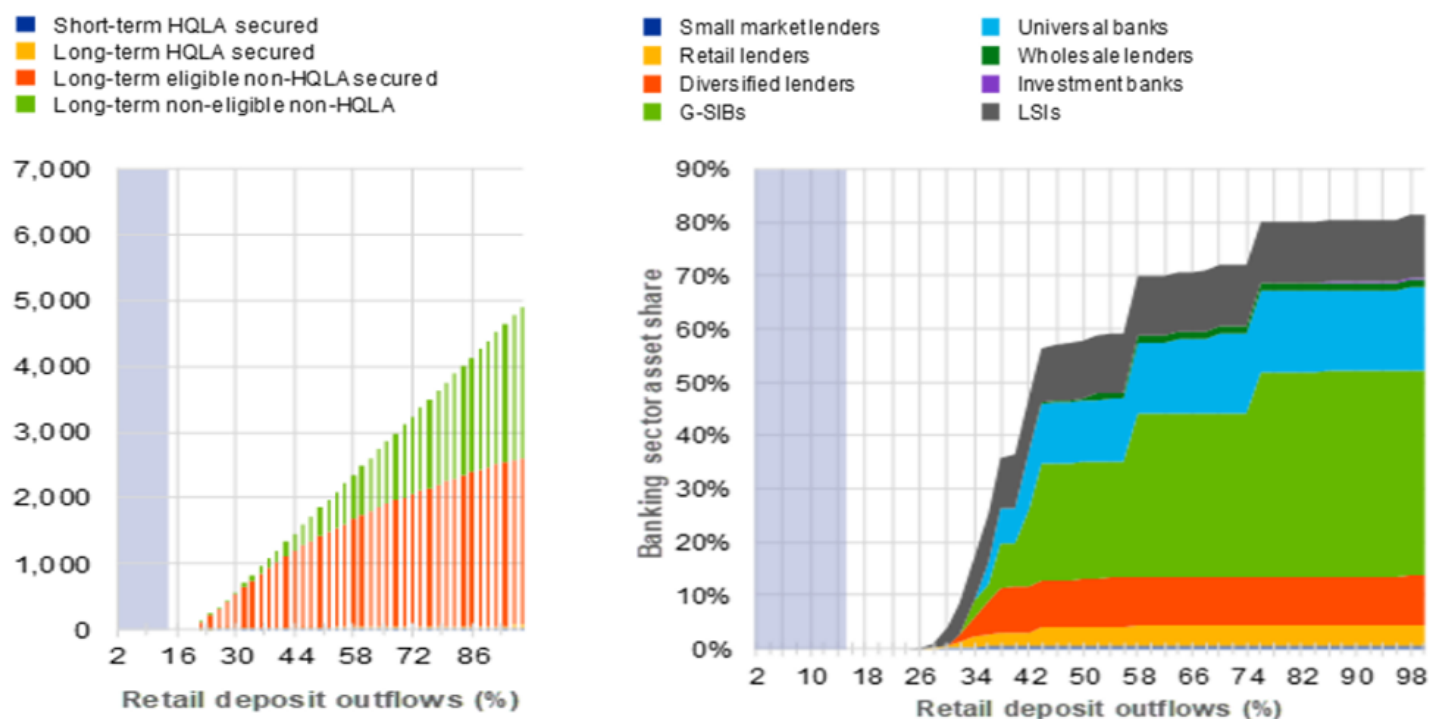 Short-term HQLA secured
Long-term HQLA secured
Long-term eligible non-HQLA secured
Long-term non-eligible non-HQLA
7,000
6,000
5,000
4,000
3,000
2,000
1,000
0
2 16 30 44 58 72 86
Retail deposit outflows (%)
Small market lenders
Retail lenders
Diversified lenders
G-SIBs
Universal banks
Wholesale lenders
Investment banks
LSIs
Banking sector asset share
90%
80%
70%
60%
50%
40%
30%
20%
10%
0%
2 10 18 26 34 42 50 58 66 74 82 90 98
Retail deposit outflows (%)